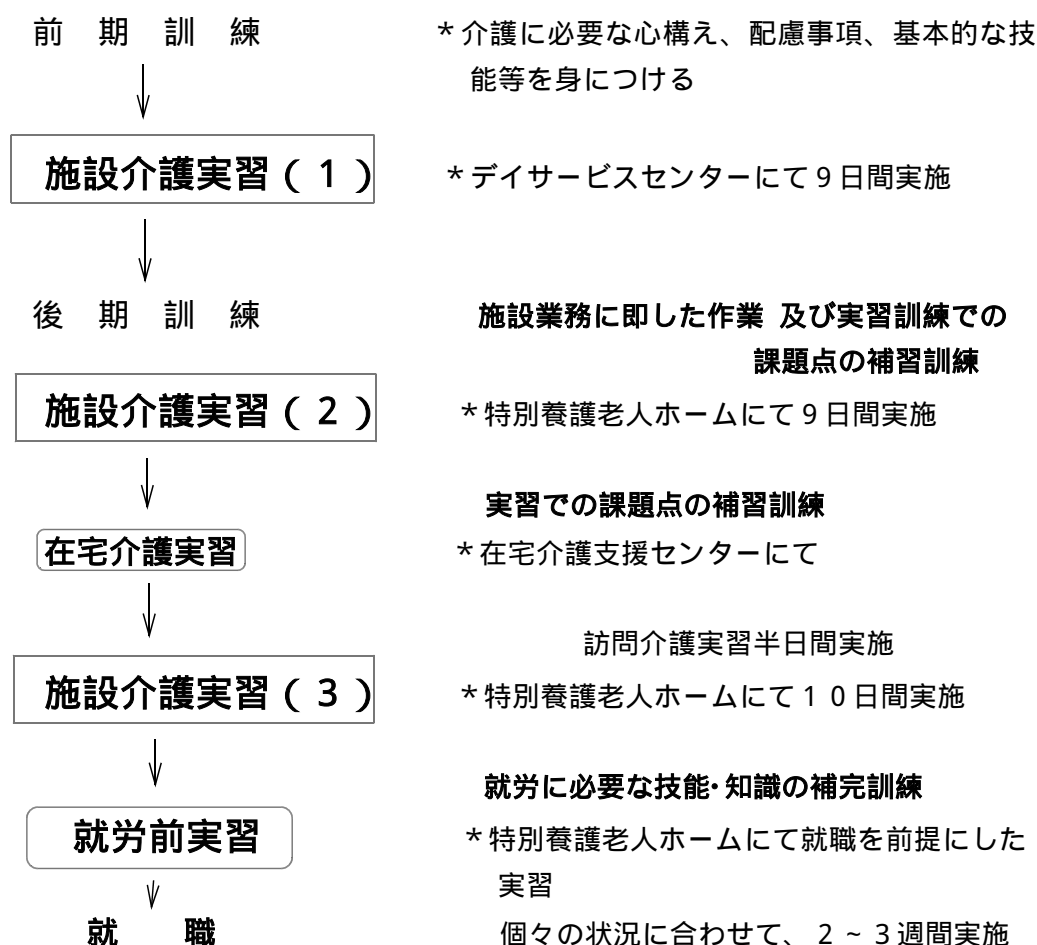 前 期 訓 練
＊介護に必要な心構え、配慮事項、基本的な技
能等を身につける
施設介護実習（１）
＊デイサービスセンターにて９日間実施
後 期 訓 練
施設業務に即した作業 及び実習訓練での
課題点の補習訓練
施設介護実習（２）
＊特別養護老人ホームにて９日間実施
実習での課題点の補習訓練
在宅介護実習
＊在宅介護支援センターにて
訪問介護実習半日間実施
施設介護実習（３）
＊特別養護老人ホームにて１０日間実施
就労に必要な技能・知識の補完訓練
就労前実習
＊特別養護老人ホームにて就職を前提にした
実習
就 職
個々の状況に合わせて、２～３週間実施